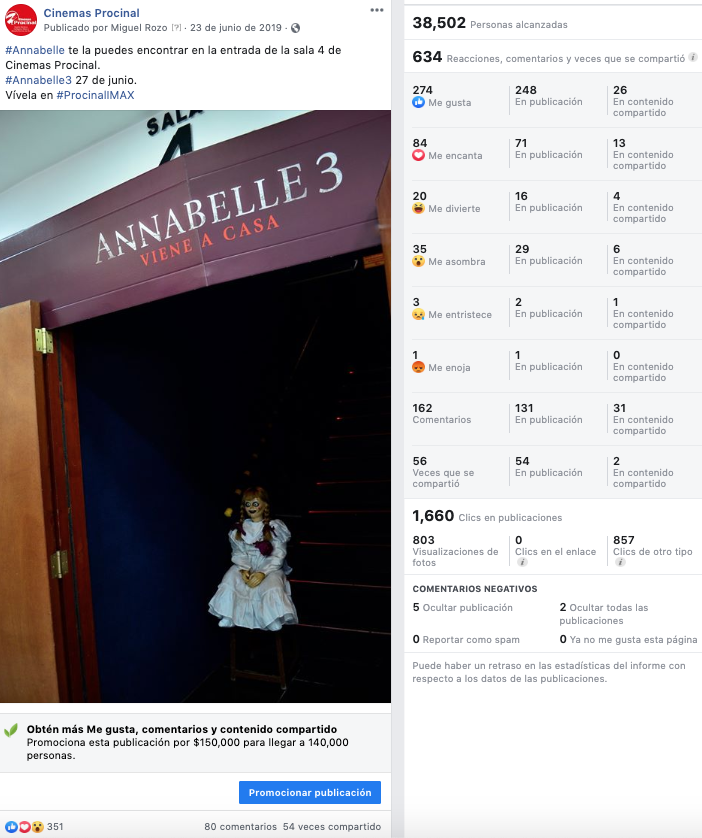 Cinemas Procinal
Publicado por Miguel Rozo [?] · 23 de junio de 2019 ·
#Annabelle te la puedes encontrar en la entrada de la sala 4 de
Cinemas Procinal.
#Annabelle3 27 de junio.
Vívela en #ProcinalIMAX
SALA
4
ANNABELLE 3
VIENE A CASA
Obtén más Me gusta, comentarios y contenido compartido
Promociona esta publicación por $150,000 para llegar a 140,000
personas.
Promocionar publicación
351
80 comentarios 54 veces compartido
38,502 Personas alcanzadas
634 Reacciones, comentarios y veces que se compartió
274
Me gusta
248
En publicación
26
En contenido
compartido
84
Me encanta
71
En publicación
13
En contenido
compartido
20
Me divierte
16
En publicación
4
En contenido
compartido
35
Me asombra
29
En publicación
6
En contenido
compartido
3
Me entristece
2
En publicación
1
En contenido
compartido
1
Me enoja
1
En publicación
0
En contenido
compartido
162
Comentarios
131
En publicación
31
En contenido
compartido
56
Veces que se
compartió
54
En publicación
2
En contenido
compartido
1,660 Clics en publicaciones
803
Visualizaciones de
fotos
0
Clics en el enlace
857
Clics de otro tipo
COMENTARIOS NEGATIVOS
5 Ocultar publicación
2 Ocultar todas las
publicaciones
0 Reportar como spam
0 Ya no me gusta esta página
Puede haber un retraso en las estadísticas del informe con
respecto a los datos de las publicaciones.